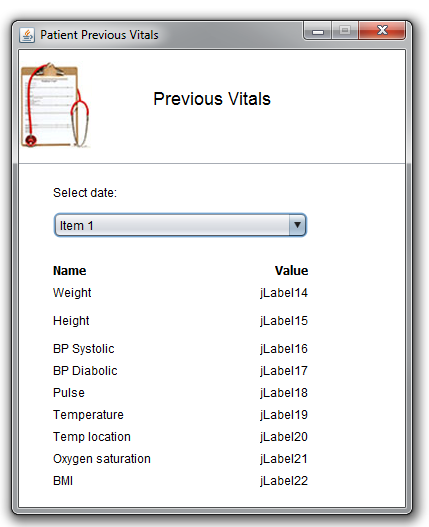 Patient Previous Vitals
Previous Vitals
Select date:
Item 1
Name Value
Weight jLabel14
Height jLabel15
BP Systolic jLabel16
BP Diabolic jLabel17
Pulse jLabel18
Temperature jLabel19
Temp location jLabel20
Oxygen saturation jLabel21
BMI jLabel22